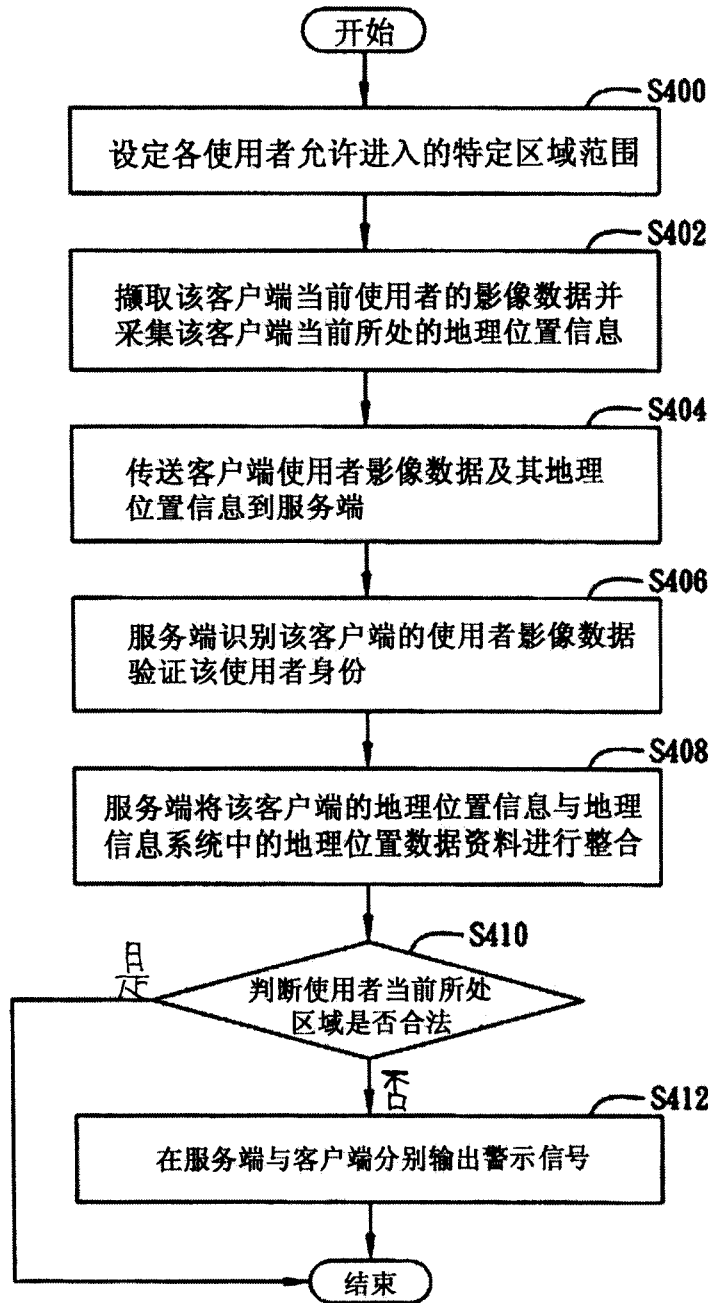 开始
S400
设定各使用者允许进入的特定区域范围
S402
撷取该客户端当前使用者的影像数据并
采集该客户端当前所处的地理位置信息
S404
传送客户端使用者影像数据及其地理
位置信息到服务端
S406
服务端识别该客户端的使用者影像数据
验证该使用者身份
S408
服务端将该客户端的地理位置信息与地理
信息系统中的地理位置数据资料进行整合
S410
是
判断使用者当前所处
区域是否合法
否
S412
在服务端与客户端分别输出警示信号
结束